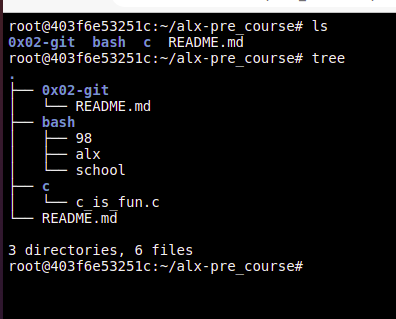 root@403f6e53251c:~/alx-pre_course# ls
0x02-git  bash  c  README.md
root@403f6e53251c:~/alx-pre_course# tree
.
├── 0x02-git
│   └── README.md
├── bash
│   ├── 98
│   ├── alx
│   └── school
├── c
│   └── c_is_fun.c
└── README.md

3 directories, 6 files
root@403f6e53251c:~/alx-pre_course#